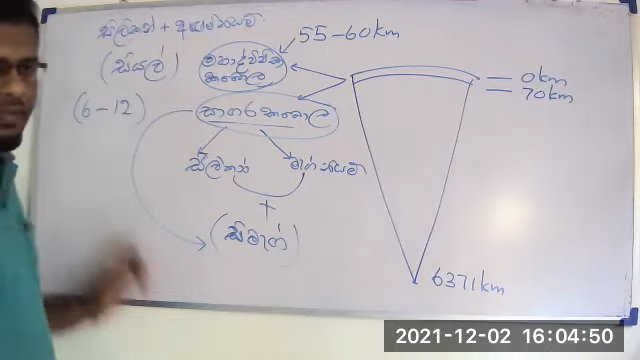 සිලිකන් + ඇලුමිනියම්
(සියල්)
මහාද්වීපික
කබොල
55-60km
0km
70km
(6-12)
සාගර කබොල
සිලිකන්
මැග්නීසියම්
+
(සිමැග්)
6371km
2021-12-02 16:04:50